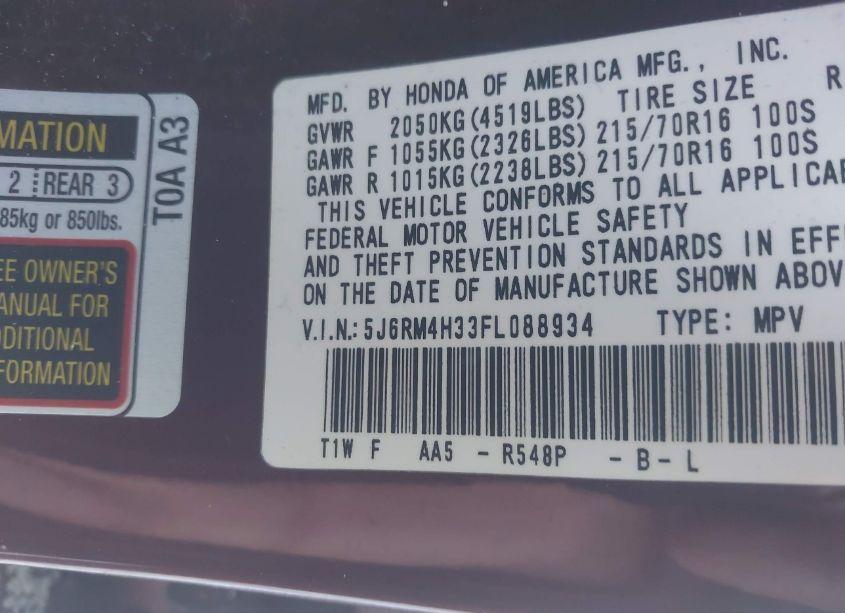 MATION
2 REAR 3
85kg or 850lbs.
EE OWNER'S
ANUAL FOR
DDITIONAL
FORMATION
T0A A3
MFD. BY HONDA OF AMERICA MFG., INC.
GVWR 2050KG(4519LBS) TIRE SIZE R
GAWR F 1055KG(2326LBS) 215/70R16 100S
GAWR R 1015KG(2238LBS) 215/70R16 100S
THIS VEHICLE CONFORMS TO ALL APPLICAB
FEDERAL MOTOR VEHICLE SAFETY
AND THEFT PREVENTION STANDARDS IN EFF
ON THE DATE OF MANUFACTURE SHOWN ABOV
V.I.N.: 5J6RM4H33FL088934 TYPE: MPV
T1W F AA5 - R548P - B - L